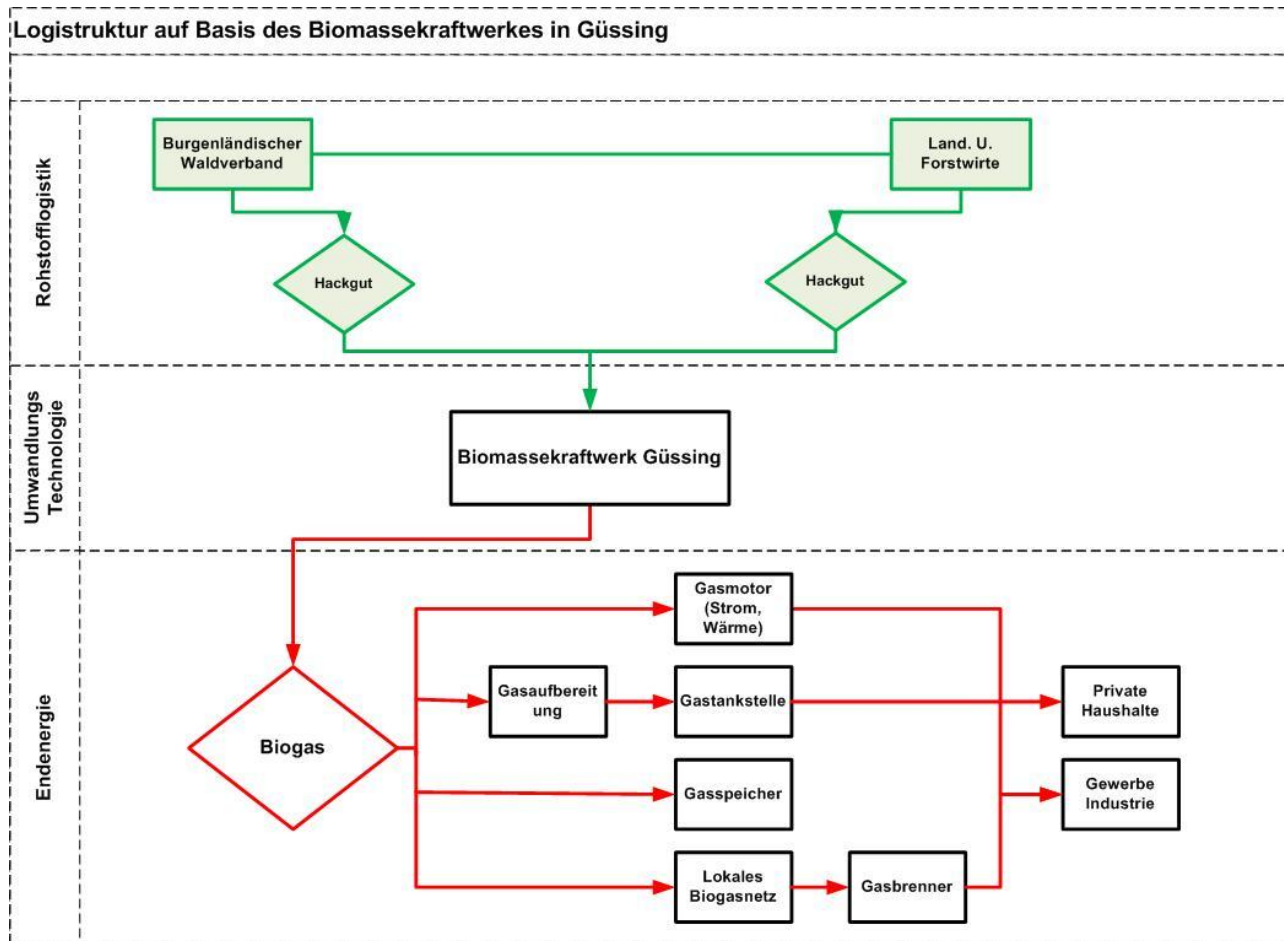 Logistruktur auf Basis des Biomassekraftwerkes in Güssing
Rohstofflogistik
Burgenländischer
Waldverband
Land. U.
Forstwirte
Hackgut
Hackgut
Umwandlungs
Technologie
Biomassekraftwerk Güssing
Endenergie
Biogas
Gasmotor
(Strom,
Wärme)
Gasaufbereit
ung
Gastankstelle
Private
Haushalte
Gasspeicher
Gewerbe
Industrie
Lokales
Biogasnetz
Gasbrenner